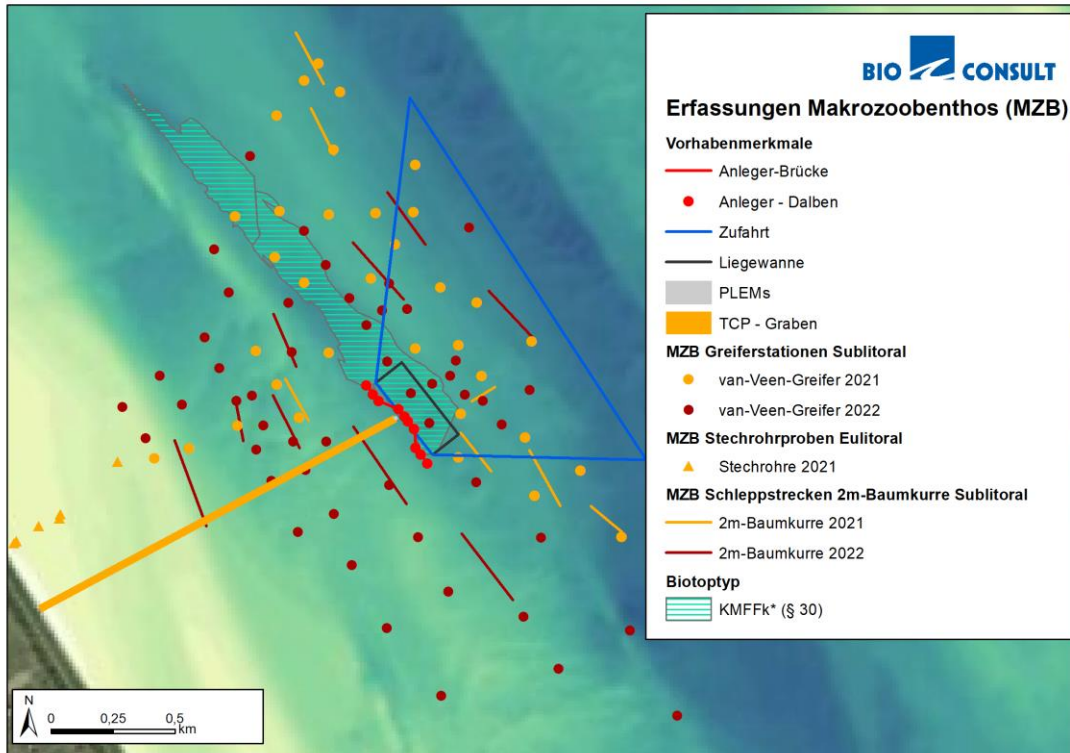 BIO CONSULT
Erfassungen Makrozoobenthos (MZB)
Vorhabenmerkmale
Anleger-Brücke
Anleger - Dalben
Zufahrt
Liegewanne
PLEMs
TCP - Graben
MZB Greiferstationen Sublitoral
van-Veen-Greifer 2021
van-Veen-Greifer 2022
MZB Stechrohrproben Eulitoral
Stechrohre 2021
MZB Schleppstrecken 2m-Baumkurre Sublitoral
2m-Baumkurre 2021
2m-Baumkurre 2022
Biotoptyp
KMFFk* (§ 30)
N
0 0,25 0,5
km